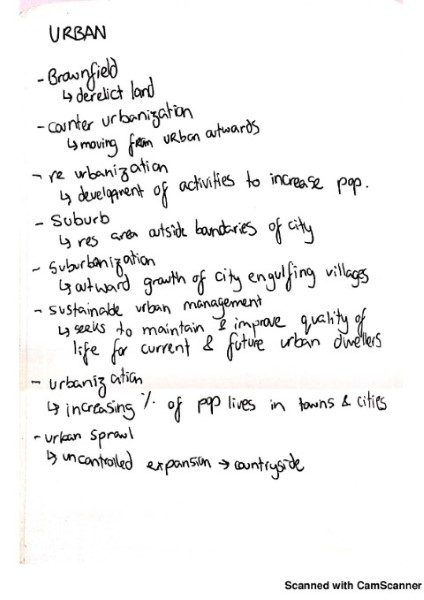 URBAN
- Brownfield
↳ derelict land
- counter urbanization
↳ moving from urban outwards
- re urbanization
↳ development of activities to increase pop.
- Suburb
↳ res area outside boundaries of city
- Suburbanization
↳ outward growth of city engulfing villages
- sustainable urban management
↳ seeks to maintain & improve quality of
life for current & future urban dwellers
- urbanization
↳ increasing % of pop lives in towns & cities
- urban sprawl
↳ uncontrolled expansion → countryside
Scanned with CamScanner